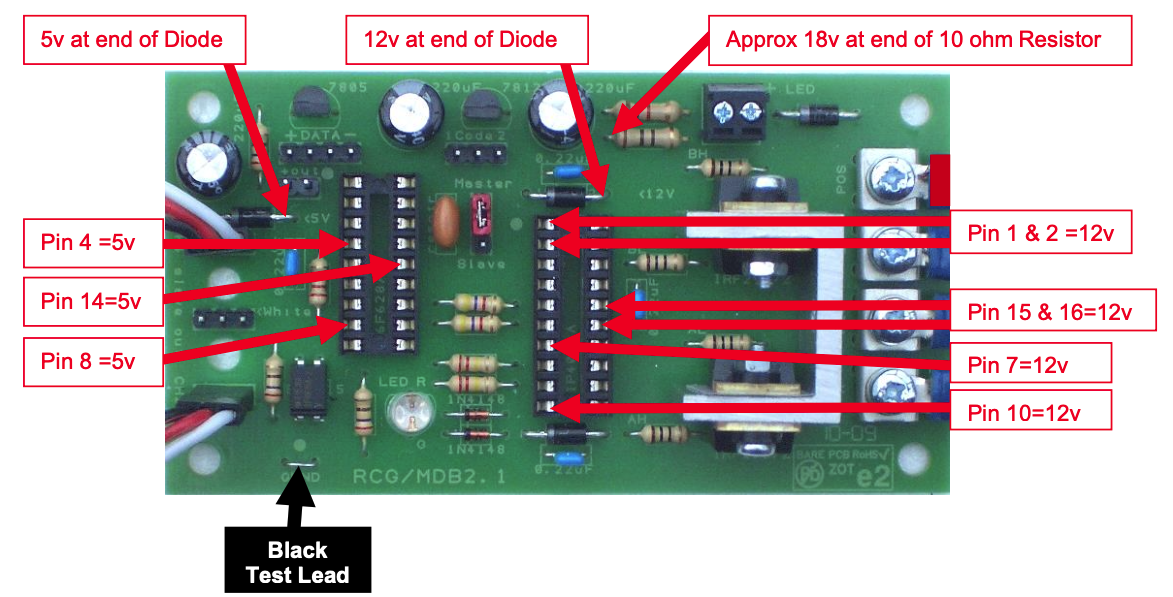 5v at end of Diode
12v at end of Diode
Approx 18v at end of 10 ohm Resistor
7805
220uF
7812
220uF
+ LED
+DATA-
1Code2
0.22uF
BH
+out
Master
<12V
POS
<5V
Pin 4 =5v
Pin 1 & 2 =12v
Slave
Pin 14=5v
Pin 15 & 16=12v
<White
Pin 8 =5v
Pin 7=12v
LED R
1N4148
Pin 10=12v
G
1N4148
AH
10-09
0.22uF
BARE PCB RoHS
ZOT
e2
RCG/MDB2.1
Black
Test Lead